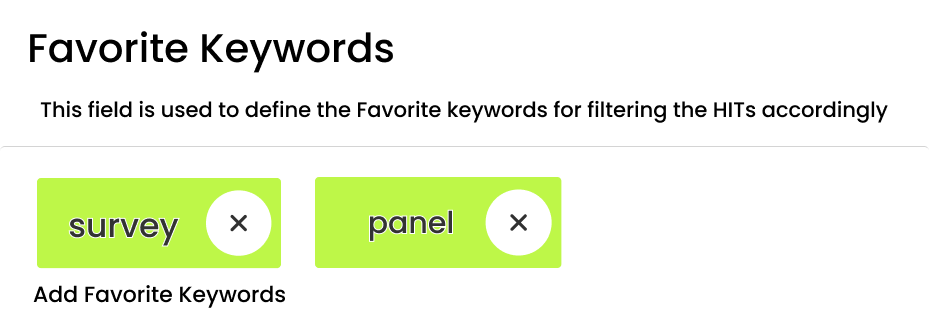 Favorite Keywords
This field is used to define the Favorite keywords for filtering the HITs accordingly
survey × panel ×
Add Favorite Keywords